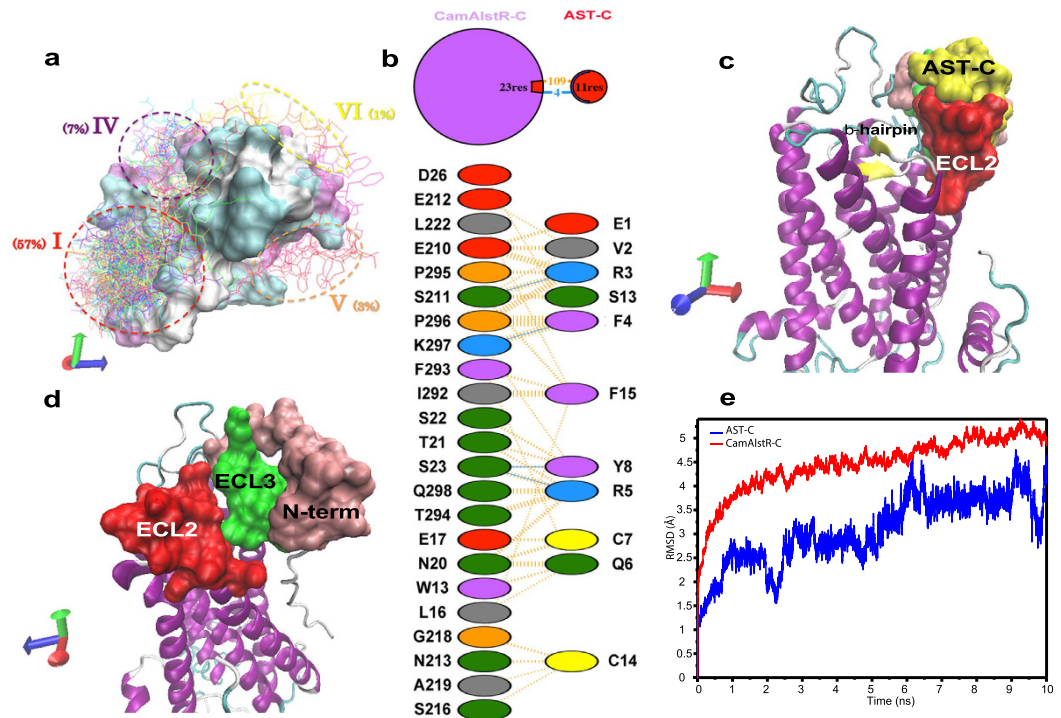 a
(7%) IV
VI (1%)
(57%) I
V (3%)
b
CamAlstR-C
AST-C
23res
109
4
11res
D26
E212
L222
E1
E210
V2
P295
R3
S211
S13
P296
F4
K297
F293
I292
F15
S22
T21
S23
Y8
Q298
R5
T294
E17
C7
N20
Q6
W13
L16
G218
N213
C14
A219
S216
c
AST-C
b-hairpin
ECL2
d
ECL3
ECL2
N-term
e
AST-C
CamAlstR-C
RMSD (Å)
5
4.5
4
3.5
3
2.5
2
1.5
1
0.5
0
0 1 2 3 4 5 6 7 8 9 10
Time (ns)